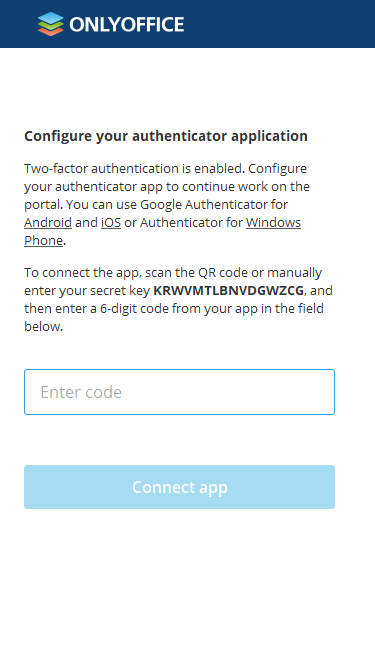 ONLYOFFICE
Configure your authenticator application
Two-factor authentication is enabled. Configure
your authenticator app to continue work on the
portal. You can use Google Authenticator for
Android and iOS or Authenticator for Windows
Phone.
To connect the app, scan the QR code or manually
enter your secret key KRWVMTLBNVDGWZCG, and
then enter a 6-digit code from your app in the field
below.
Enter code
Connect app